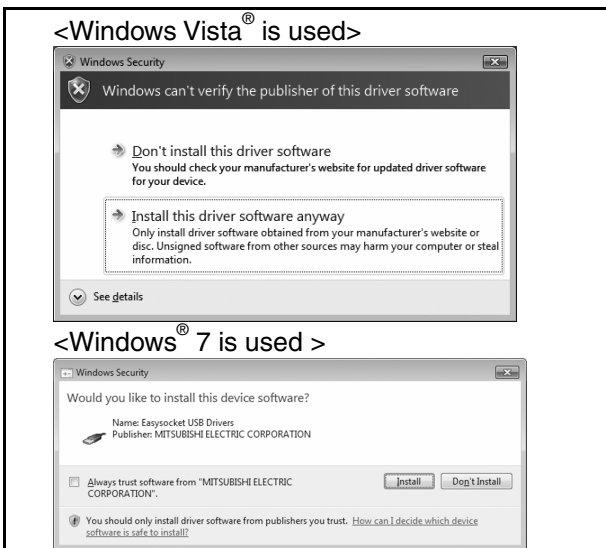 <Windows Vista® is used>
Windows Security
Windows can't verify the publisher of this driver software
Don't install this driver software
You should check your manufacturer's website for updated driver software
for your device.
Install this driver software anyway
Only install driver software obtained from your manufacturer's website or
disc. Unsigned software from other sources may harm your computer or steal
information.
See details
<Windows® 7 is used >
Windows Security
Would you like to install this device software?
Name: Easysocket USB Drivers
Publisher: MITSUBISHI ELECTRIC CORPORATION
Always trust software from "MITSUBISHI ELECTRIC
CORPORATION".
Install
Don't Install
You should only install driver software from publishers you trust. How can I decide which device
software is safe to install?